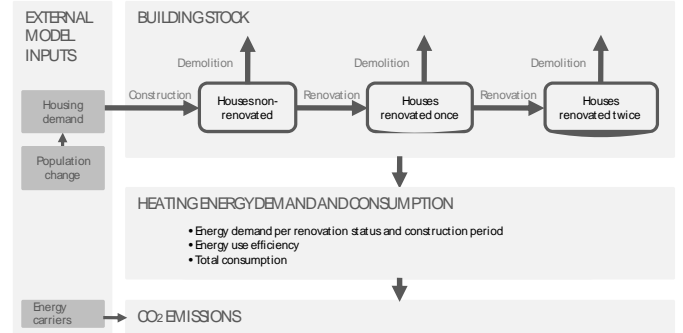 EXTERNAL
MODEL
INPUTS
Housing
demand
Population
change
Energy
carriers
BUILDING STOCK
Demolition
Demolition
Demolition
Construction
Houses non-
renovated
Renovation
Houses
renovated once
Renovation
Houses
renovated twice
HEATING ENERGY DEMAND AND CONSUMPTION
• Energy demand per renovation status and construction period
• Energy use efficiency
• Total consumption
CO2 EMISSIONS